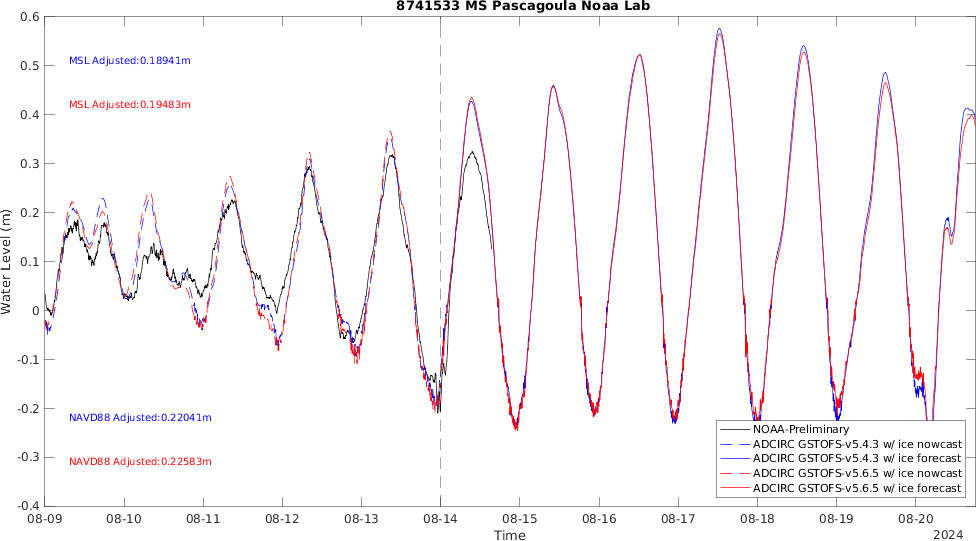 8741533 MS Pascagoula Noaa Lab
0.6
0.5
0.4
0.3
0.2
0.1
0
-0.1
-0.2
-0.3
-0.4
Water Level (m)
MSL Adjusted:0.18941m
MSL Adjusted:0.19483m
NAVD88 Adjusted:0.22041m
NAVD88 Adjusted:0.22583m
NOAA-Preliminary
ADCIRC GSTOFS-v5.4.3 w/ ice nowcast
ADCIRC GSTOFS-v5.4.3 w/ ice forecast
ADCIRC GSTOFS-v5.6.5 w/ ice nowcast
ADCIRC GSTOFS-v5.6.5 w/ ice forecast
08-09 08-10 08-11 08-12 08-13 08-14 08-15 08-16 08-17 08-18 08-19 08-20
Time
2024